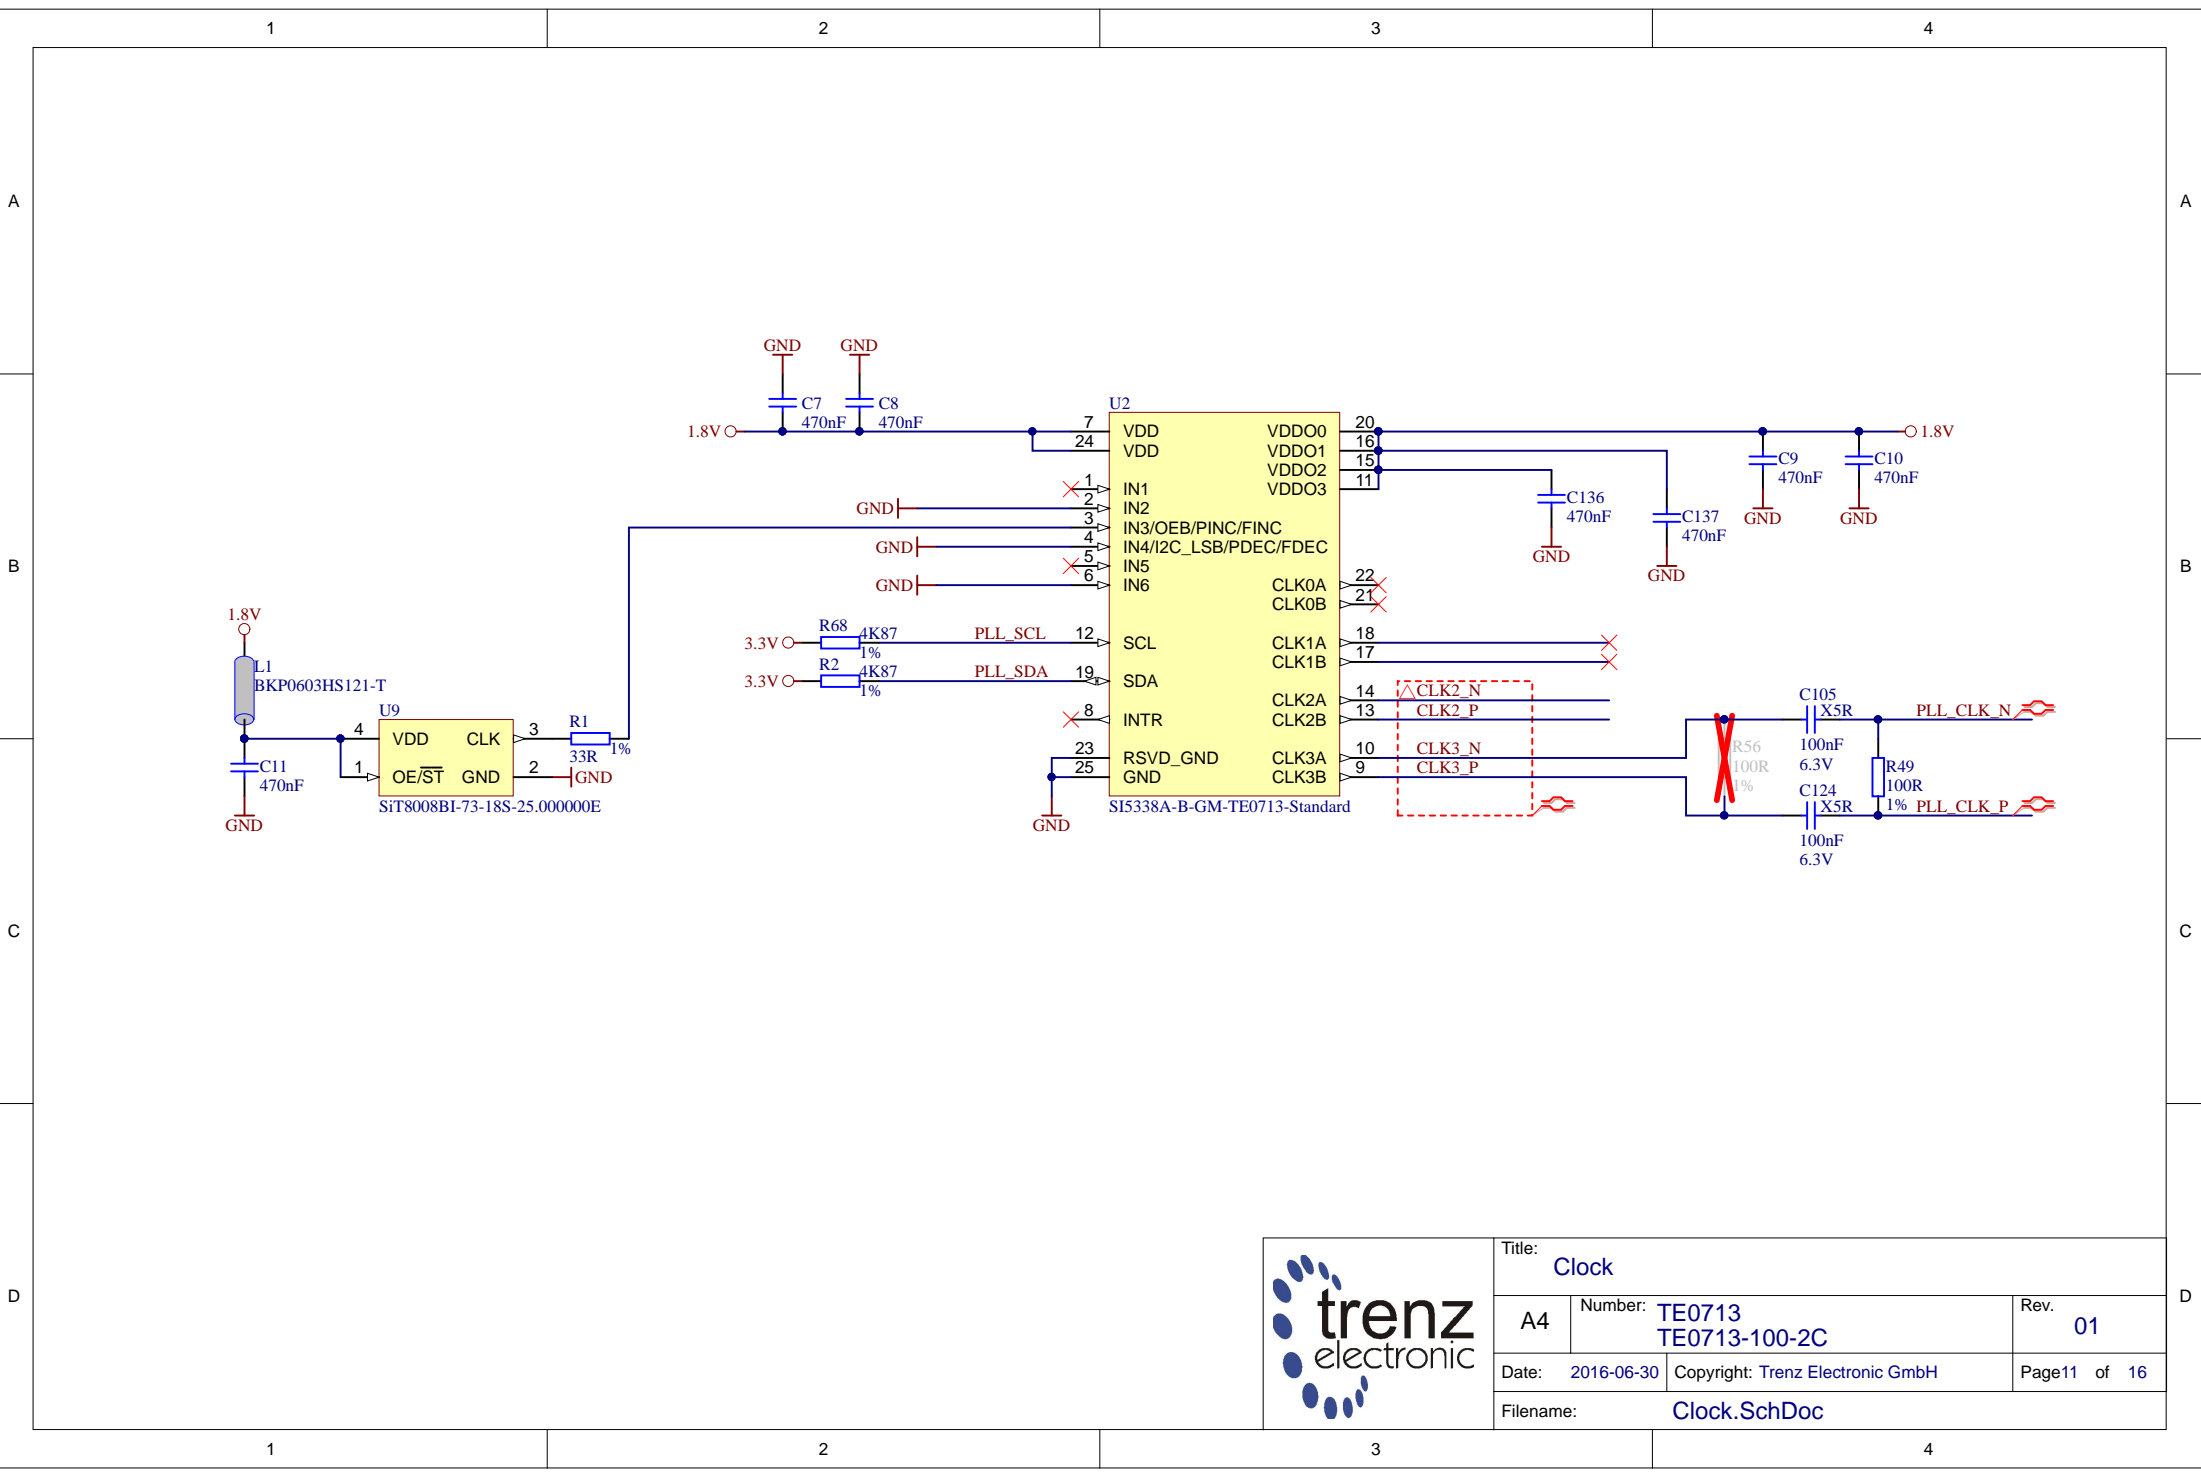 1 2 3 4
A A
B B
C C
D D
GND GND
C7
470nF
C8
470nF
1.8V
U2
7 VDD
24 VDD
1 IN1
GND 2 IN2
3 IN3/OEB/PINC/FINC
GND 4 IN4/I2C_LSB/PDEC/FDEC
5 IN5
GND 6 IN6
3.3V R68 4K87 1% PLL_SCL 12 SCL
3.3V R2 4K87 1% PLL_SDA 19 SDA
8 INTR
23 RSVD_GND
25 GND
GND
VDDO0 20
VDDO1 16
VDDO2 15
VDDO3 11
CLK0A 22
CLK0B 21
CLK1A 18
CLK1B 17
CLK2A 14 CLK2_N
CLK2B 13 CLK2_P
CLK3A 10 CLK3_N
CLK3B 9 CLK3_P
SI5338A-B-GM-TE0713-Standard
1.8V
C9
470nF
GND
C10
470nF
GND
C136
470nF
GND
C137
470nF
GND
1.8V
L1
BKP0603HS121-T
C11
470nF
GND
U9
4 VDD CLK 3
1 OE/ST GND 2
GND
SiT8008BI-73-18S-25.000000E
R1
33R
1%
R56
100R
1%
C105
X5R
100nF
6.3V
C124
X5R
100nF
6.3V
R49
100R
1%
PLL_CLK_N
PLL_CLK_P
trenz
electronic
Title:
Clock
A4
Number: TE0713
TE0713-100-2C
Rev.
01
Date: 2016-06-30
Copyright: Trenz Electronic GmbH
Page11 of 16
Filename: Clock.SchDoc
1 2 3 4